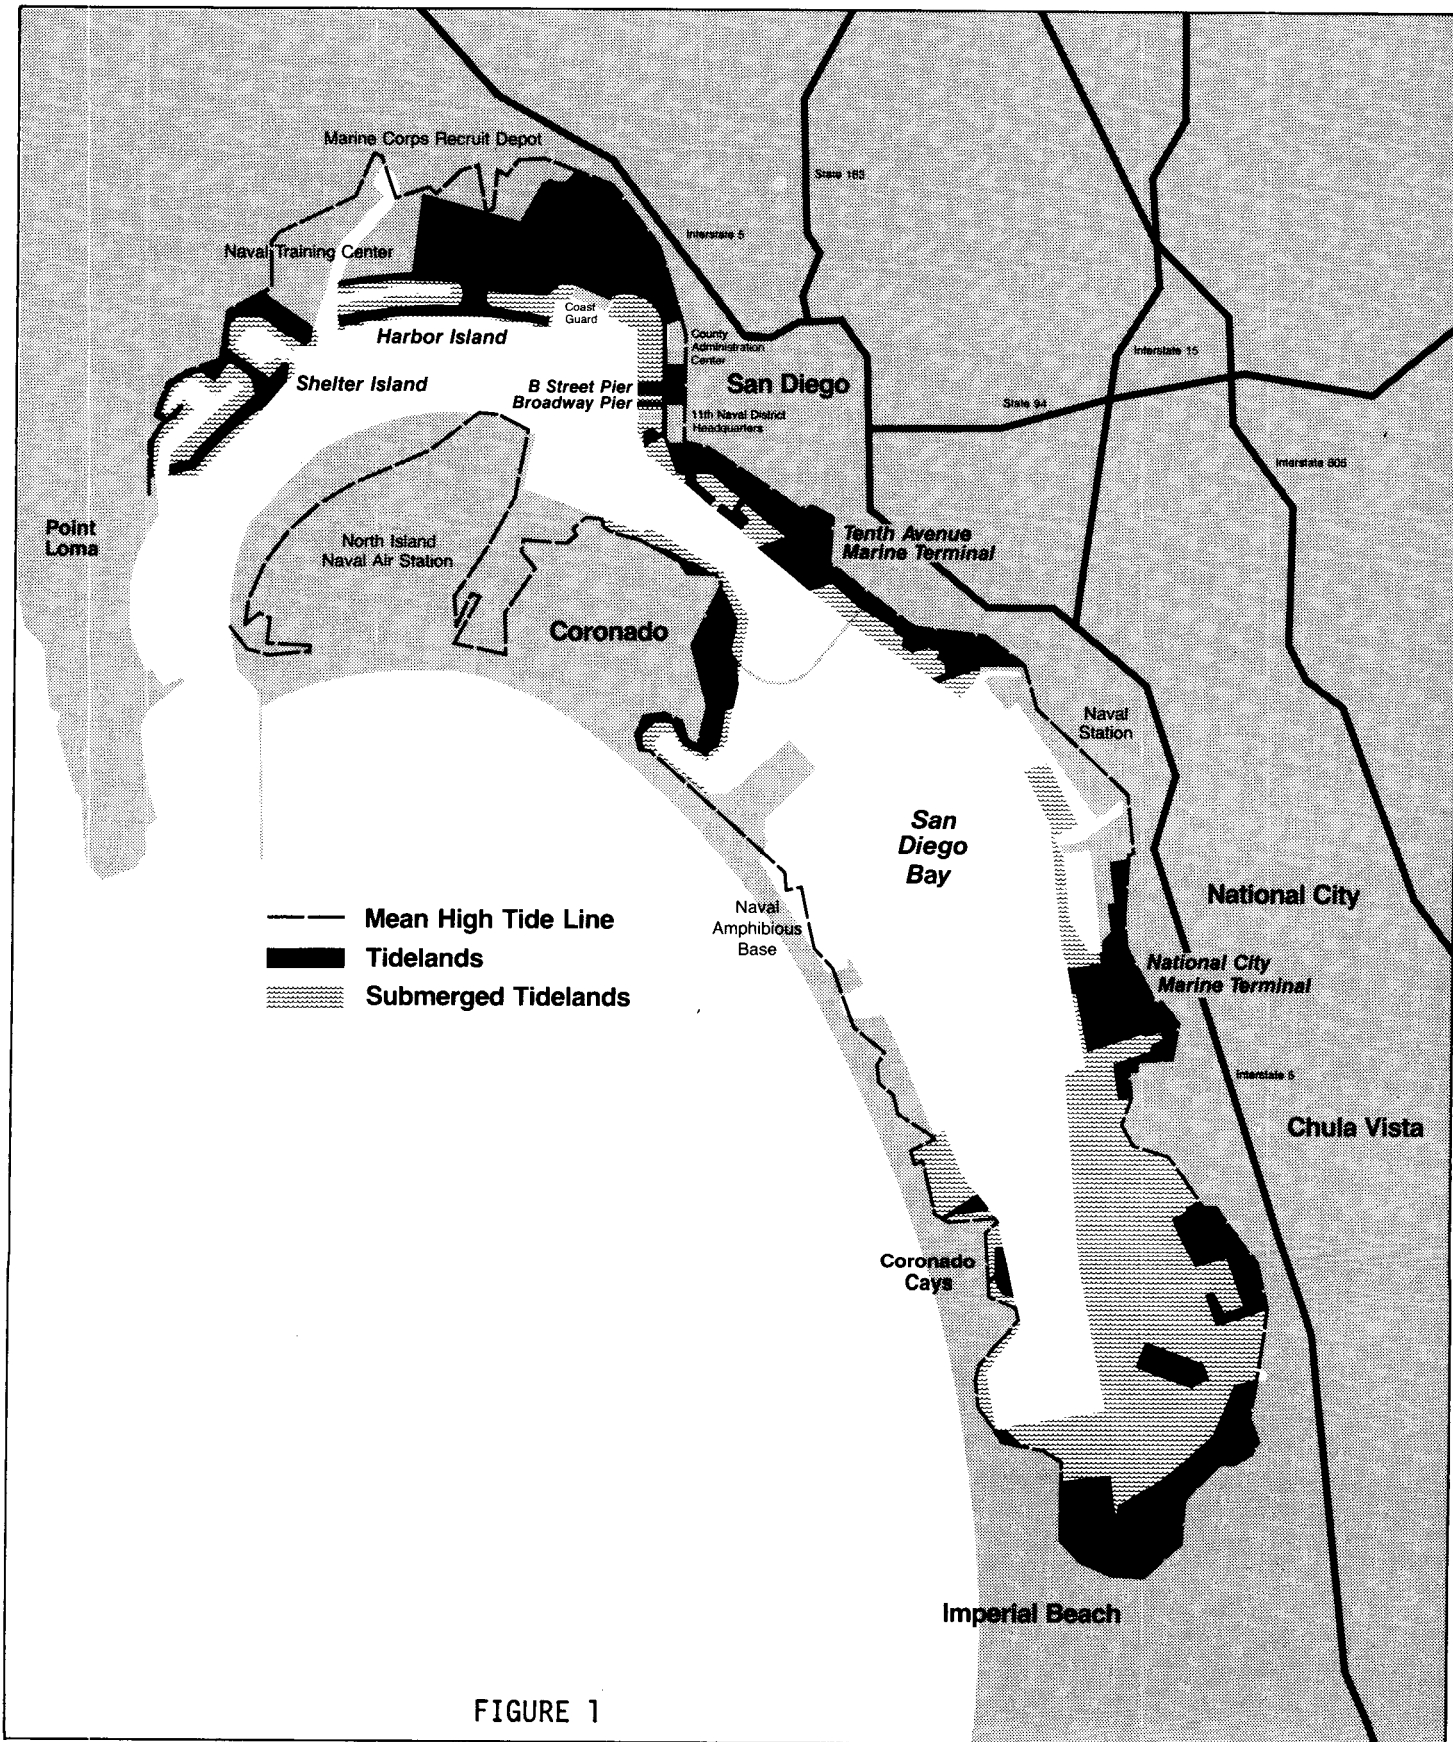 Marine Corps Recruit Depot
State 163
Interstate 5
Naval Training Center
Coast
Guard
Harbor Island
County
Administration
Center
Shelter Island
B Street Pier
Broadway Pier
San Diego
11th Naval District
Headquarters
Interstate 15
State 94
Interstate 805
Point
Loma
North Island
Naval Air Station
Tenth Avenue
Marine Terminal
Coronado
Naval
Station
San
Diego
Bay
National City
Mean High Tide Line
Tidelands
Submerged Tidelands
Naval
Amphibious
Base
National City
Marine Terminal
Interstate 5
Chula Vista
Coronado
Cays
Imperial Beach
FIGURE 1